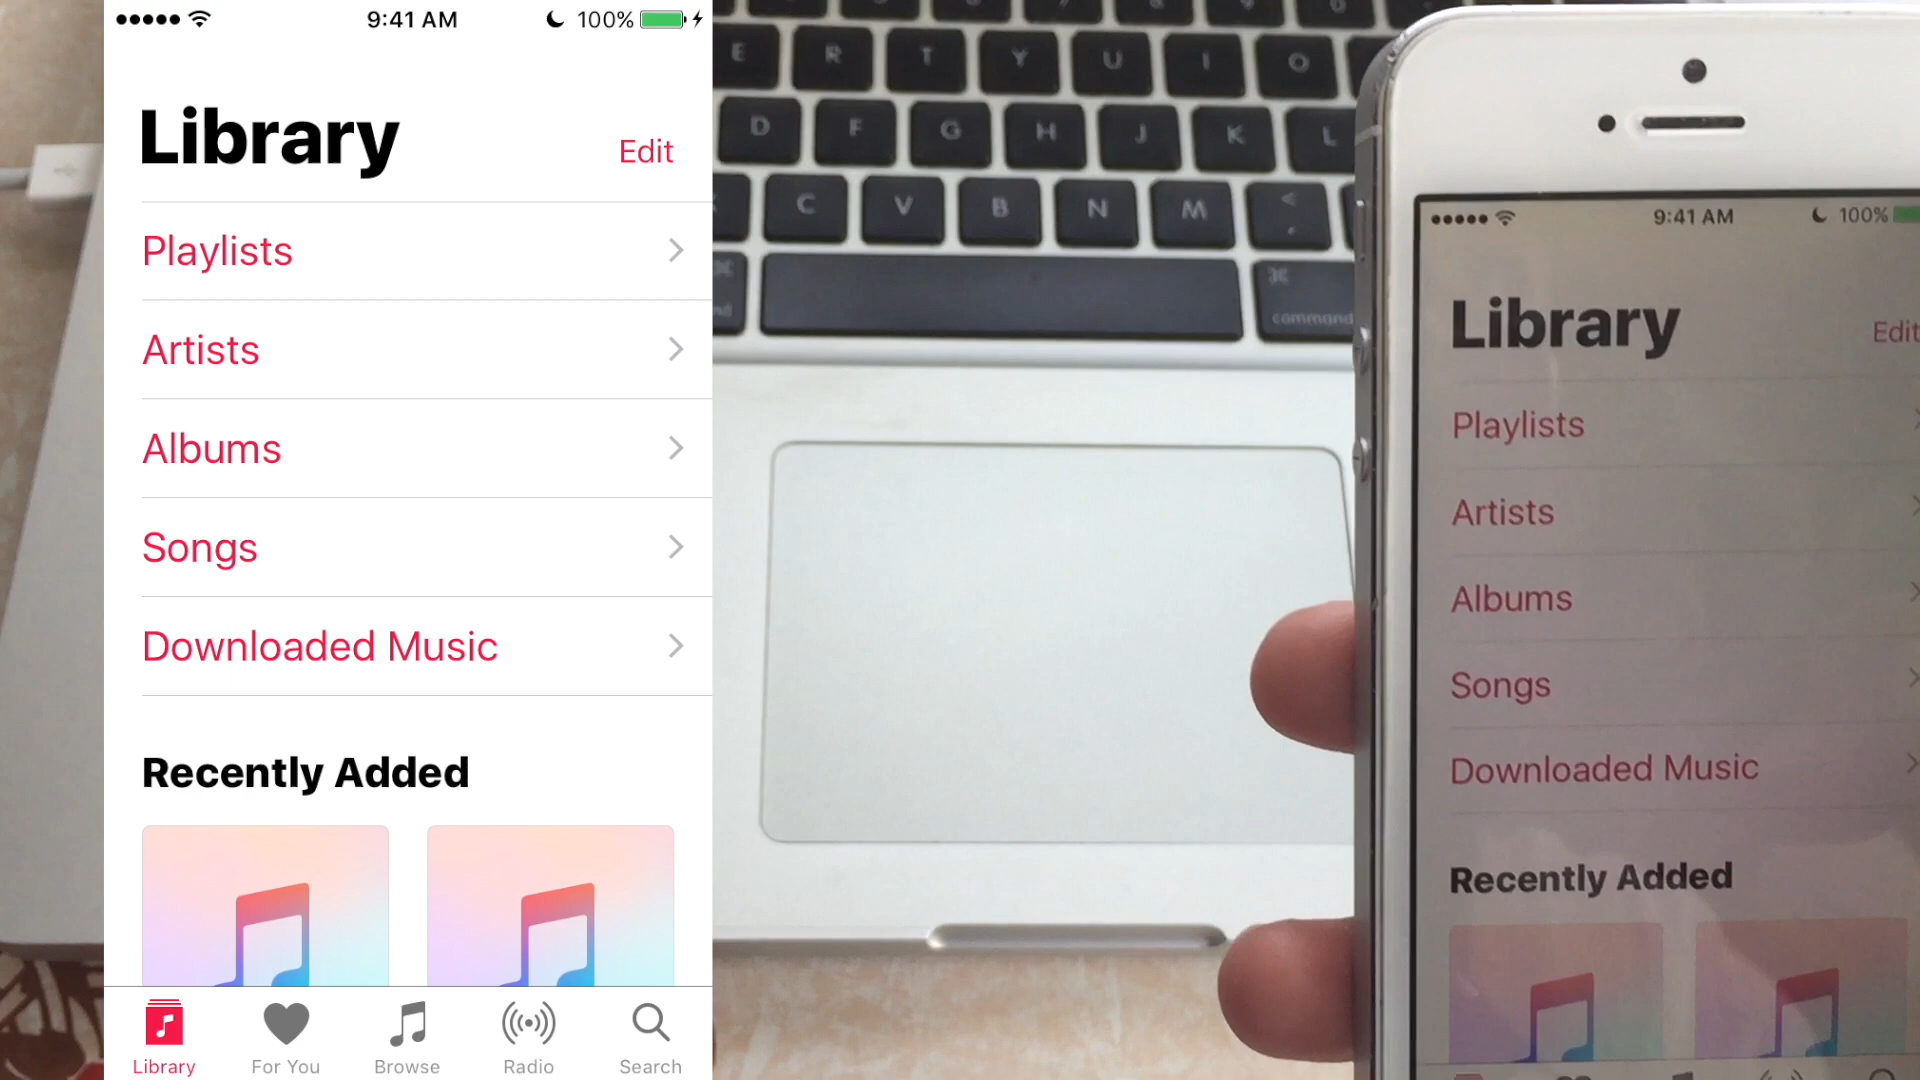 9:41 AM
100%
Library
Edit
Playlists
Artists
Albums
Songs
Downloaded Music
Recently Added
Library
For You
Browse
Radio
Search
E R T Y U I O
D F G H J K L
C V B N M < ,
⌘ ⌘
command
9:41 AM
100%
Library
Edit
Playlists
Artists
Albums
Songs
Downloaded Music
Recently Added